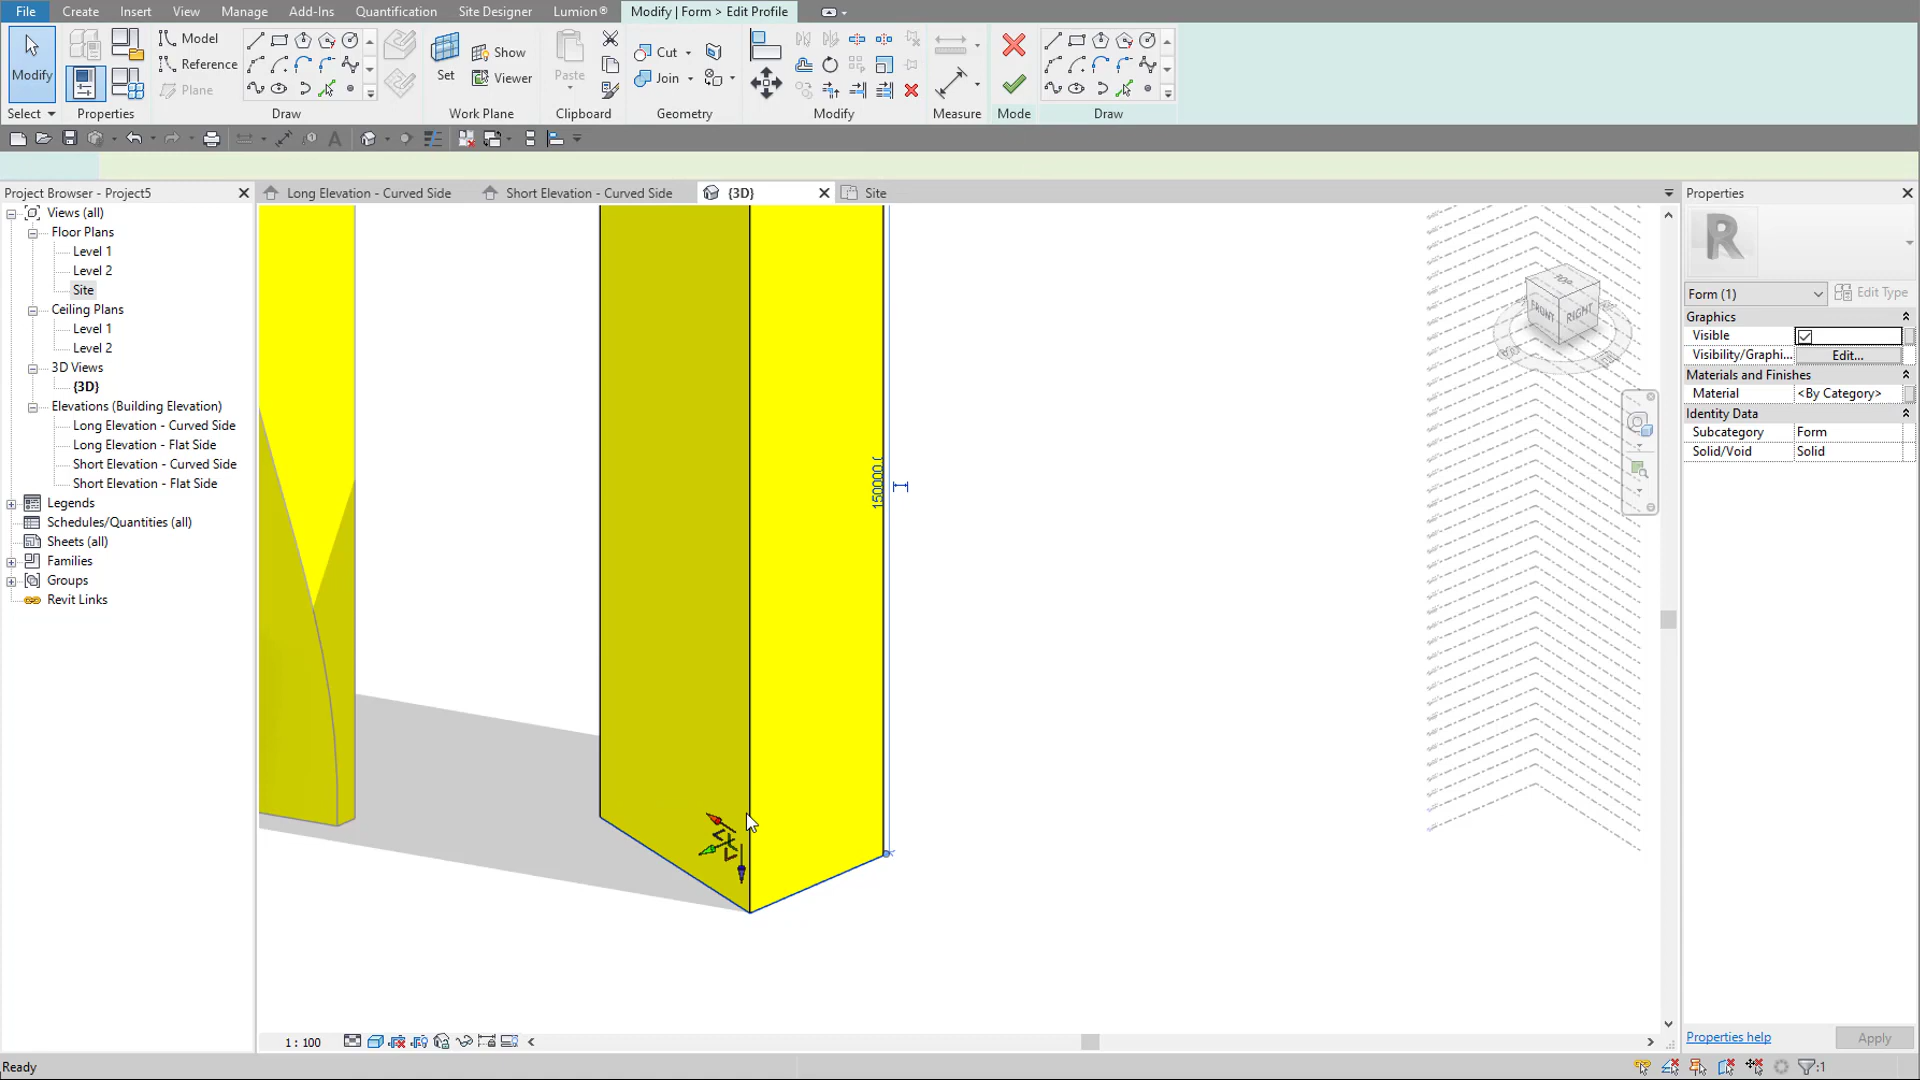 File Create Insert View Manage Add-Ins Quantification Site Designer Lumion® Modify | Form > Edit Profile
Modify
Select
Properties
Model
Reference
Plane
Draw
Set
Show
Viewer
Work Plane
Paste
Clipboard
Cut
Join
Geometry
Modify
Measure
Mode
Draw
Project Browser - Project5
Long Elevation - Curved Side
Short Elevation - Curved Side
{3D}
Site
Properties
Views (all)
Floor Plans
Level 1
Level 2
Site
Ceiling Plans
Level 1
Level 2
3D Views
{3D}
Elevations (Building Elevation)
Long Elevation - Curved Side
Long Elevation - Flat Side
Short Elevation - Curved Side
Short Elevation - Flat Side
Legends
Schedules/Quantities (all)
Sheets (all)
Families
Groups
Revit Links
TOP
FRONT
RIGHT
Form (1)
Edit Type
Graphics
Visible
Visibility/Graphi...
Edit...
Materials and Finishes
Material
<By Category>
Identity Data
Subcategory
Form
Solid/Void
Solid
1 : 100
Properties help
Apply
Ready
:1